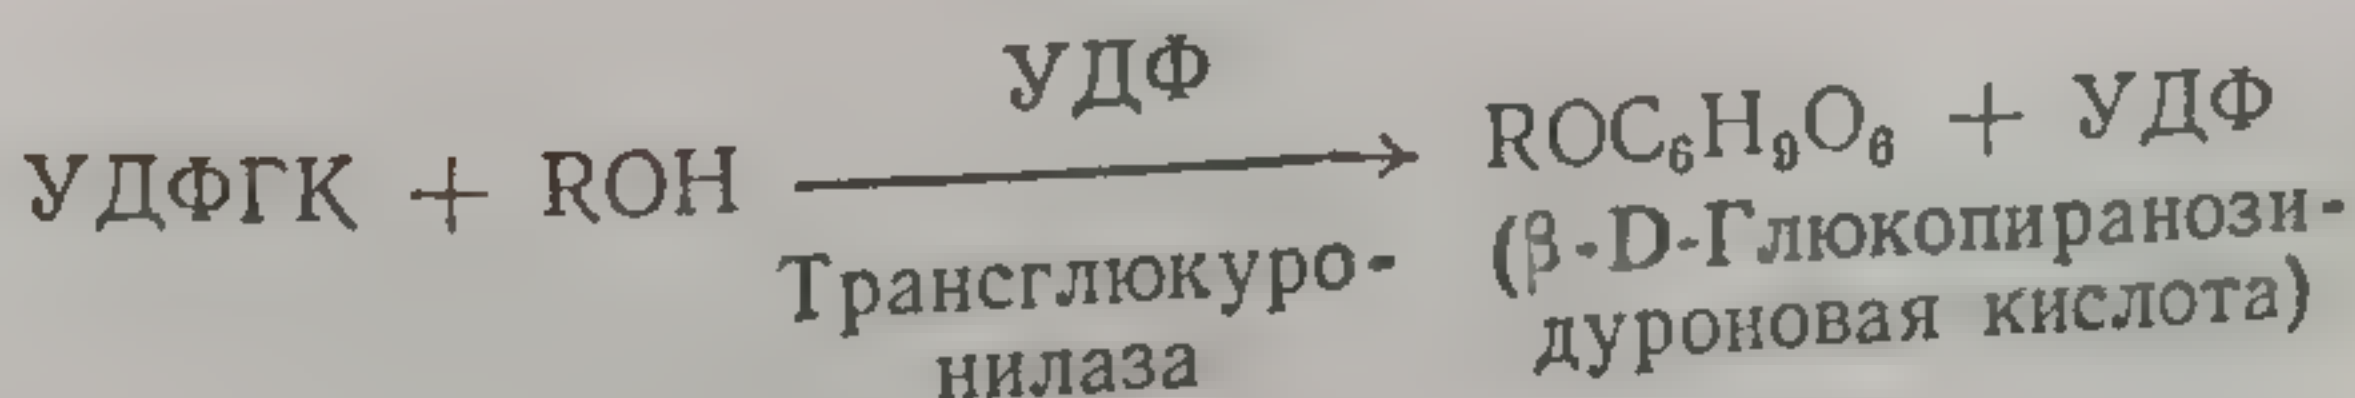 УДФ
УДФГК + ROH ⟶ ROC₆H₉O₆ + УДФ
Трансглюкуро-
нилаза
(β-D-Глюкопиранози-
дуроновая кислота)